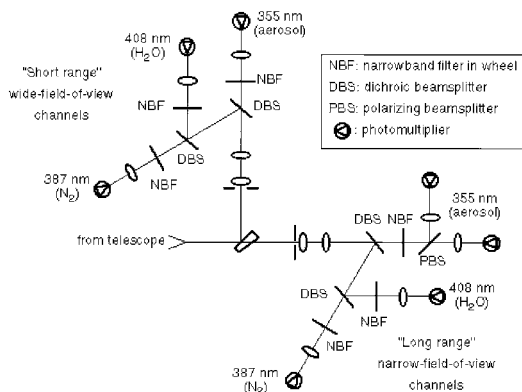 355 nm
(aerosol)
408 nm
(H2O)
"Short range"
wide-field-of-view
channels
NBF
NBF
DBS
DBS
NBF
387 nm
(N2)
NBF: narrowband filter in wheel
DBS: dichroic beamsplitter
PBS: polarizing beamsplitter
: photomultiplier
from telescope
DBS
NBF
355 nm
(aerosol)
PBS
DBS
NBF
408 nm
(H2O)
NBF
387 nm
(N2)
"Long range"
narrow-field-of-view
channels